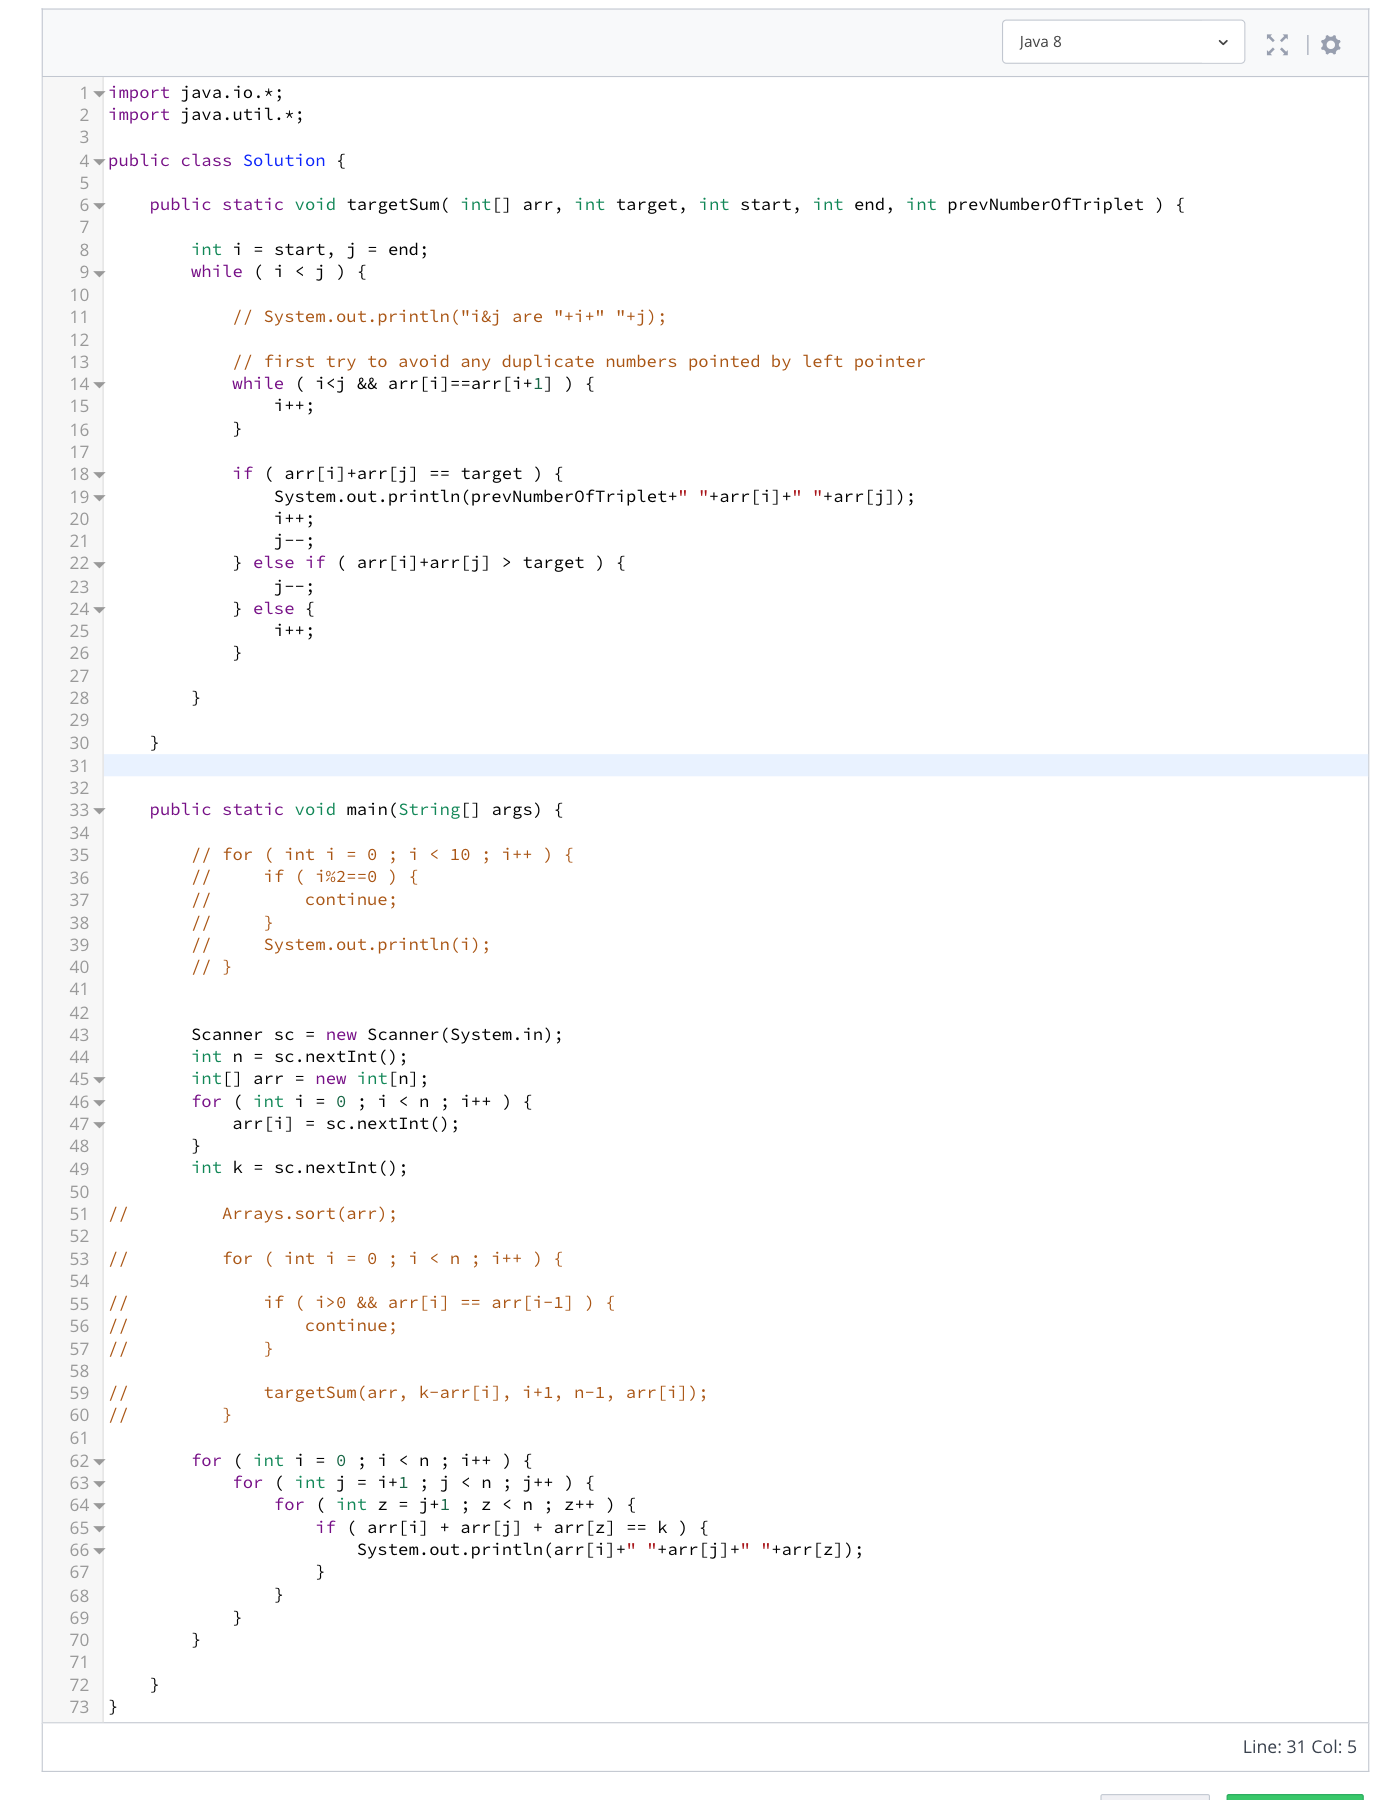 Java 8
1 import java.io.*;
2 import java.util.*;
3
4 public class Solution {
5
6     public static void targetSum( int[] arr, int target, int start, int end, int prevNumberOfTriplet ) {
7
8         int i = start, j = end;
9         while ( i < j ) {
10
11             // System.out.println("i&j are "+i+" "+j);
12
13             // first try to avoid any duplicate numbers pointed by left pointer
14             while ( i<j && arr[i]==arr[i+1] ) {
15                 i++;
16             }
17
18             if ( arr[i]+arr[j] == target ) {
19                 System.out.println(prevNumberOfTriplet+" "+arr[i]+" "+arr[j]);
20                 i++;
21                 j--;
22             } else if ( arr[i]+arr[j] > target ) {
23                 j--;
24             } else {
25                 i++;
26             }
27
28         }
29
30     }
31
32
33     public static void main(String[] args) {
34
35         // for ( int i = 0 ; i < 10 ; i++ ) {
36         //     if ( i%2==0 ) {
37         //         continue;
38         //     }
39         //     System.out.println(i);
40         // }
41
42
43         Scanner sc = new Scanner(System.in);
44         int n = sc.nextInt();
45         int[] arr = new int[n];
46         for ( int i = 0 ; i < n ; i++ ) {
47             arr[i] = sc.nextInt();
48         }
49         int k = sc.nextInt();
50
51 //         Arrays.sort(arr);
52
53 //         for ( int i = 0 ; i < n ; i++ ) {
54
55 //             if ( i>0 && arr[i] == arr[i-1] ) {
56 //                 continue;
57 //             }
58
59 //             targetSum(arr, k-arr[i], i+1, n-1, arr[i]);
60 //         }
61
62         for ( int i = 0 ; i < n ; i++ ) {
63             for ( int j = i+1 ; j < n ; j++ ) {
64                 for ( int z = j+1 ; z < n ; z++ ) {
65                     if ( arr[i] + arr[j] + arr[z] == k ) {
66                         System.out.println(arr[i]+" "+arr[j]+" "+arr[z]);
67                     }
68                 }
69             }
70         }
71
72     }
73 }
Line: 31 Col: 5